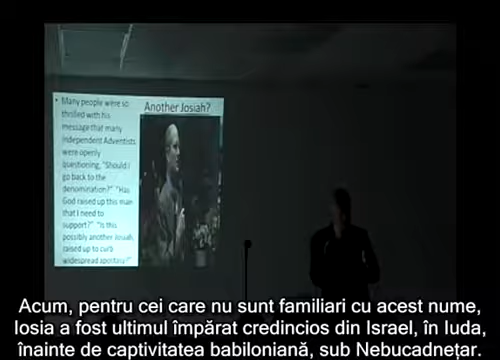 Another Josiah?
• Many people were so
thrilled with his
message that many
independent Adventists
were openly
questioning, "Should I
go back to the
denomination?" "Has
God raised up this man
that I need to
support?" "Is this
possibly another Josiah
raised up to curb
widespread apostasy?"
Acum, pentru cei care nu sunt familiari cu acest nume,
Iosia a fost ultimul împărat credincios din Israel, în Iuda,
înainte de captivitatea babiloniană, sub Nebucadnețar.